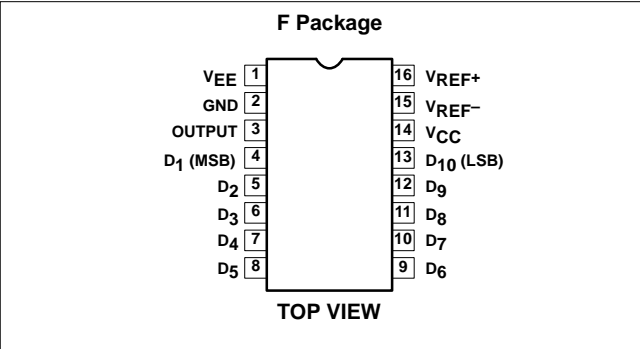 F Package
VEE 1 16 VREF+
GND 2 15 VREF–
OUTPUT 3 14 VCC
D1 (MSB) 4 13 D10 (LSB)
D2 5 12 D9
D3 6 11 D8
D4 7 10 D7
D5 8 9 D6
TOP VIEW